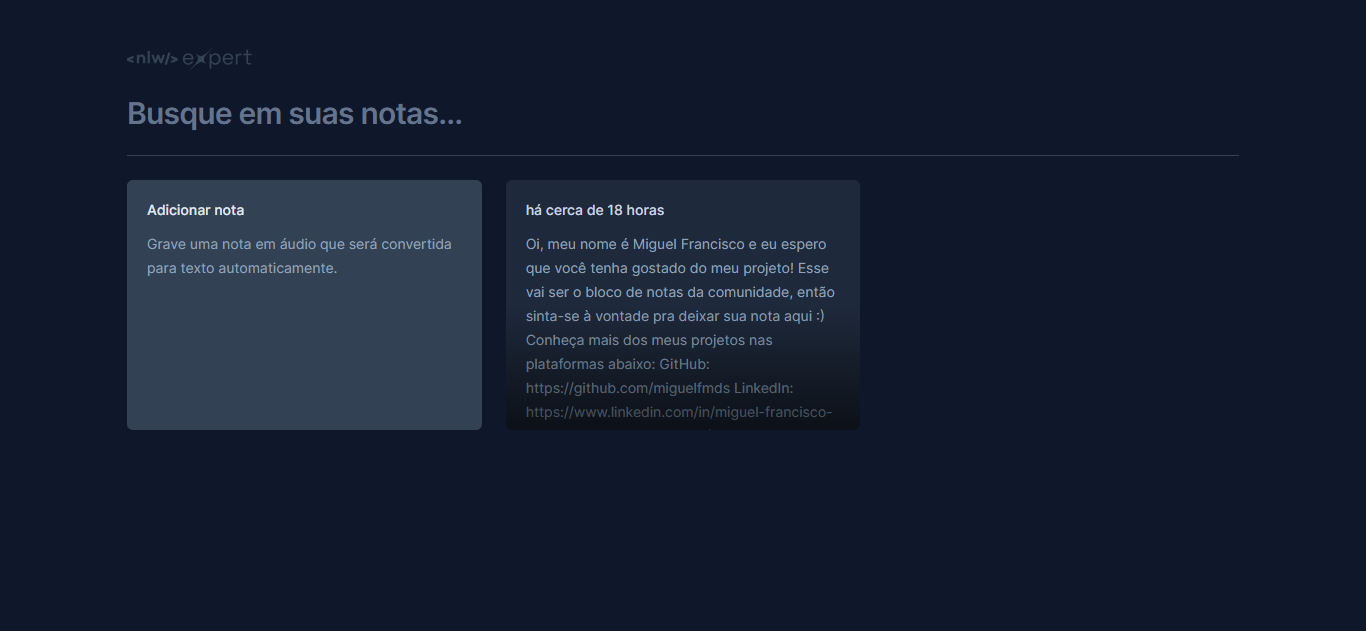 <nlw/> expert
Busque em suas notas...
Adicionar nota
Grave uma nota em áudio que será convertida
para texto automaticamente.
há cerca de 18 horas
Oi, meu nome é Miguel Francisco e eu espero
que você tenha gostado do meu projeto! Esse
vai ser o bloco de notas da comunidade, então
sinta-se à vontade pra deixar sua nota aqui :)
Conheça mais dos meus projetos nas
plataformas abaixo: GitHub:
https://github.com/miguelfmds LinkedIn:
https://www.linkedin.com/in/miguel-francisco-